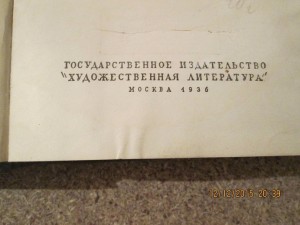 ГОСУДАРСТВЕННОЕ ИЗДАТЕЛЬСТВО
"ХУДОЖЕСТВЕННАЯ ЛИТЕРАТУРА"
МОСКВА 1936